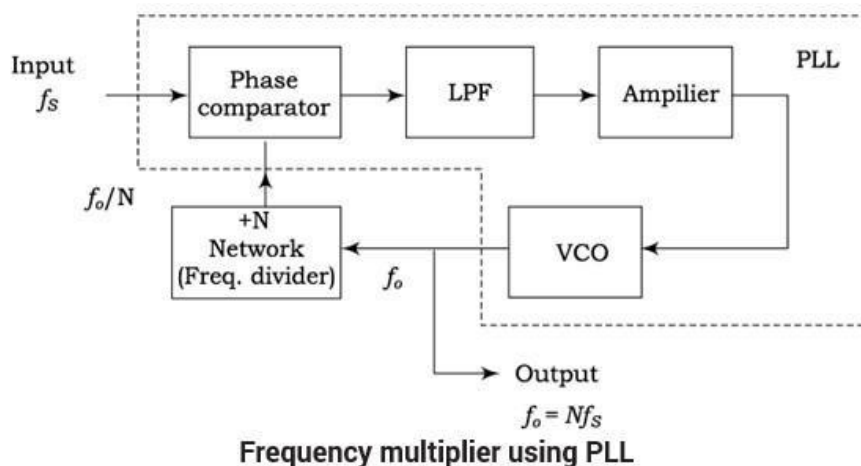 Input
fS
Phase
comparator
LPF
Ampilier
PLL
fo/N
+N
Network
(Freq. divider)
fo
VCO
Output
fo = NfS
Frequency multiplier using PLL